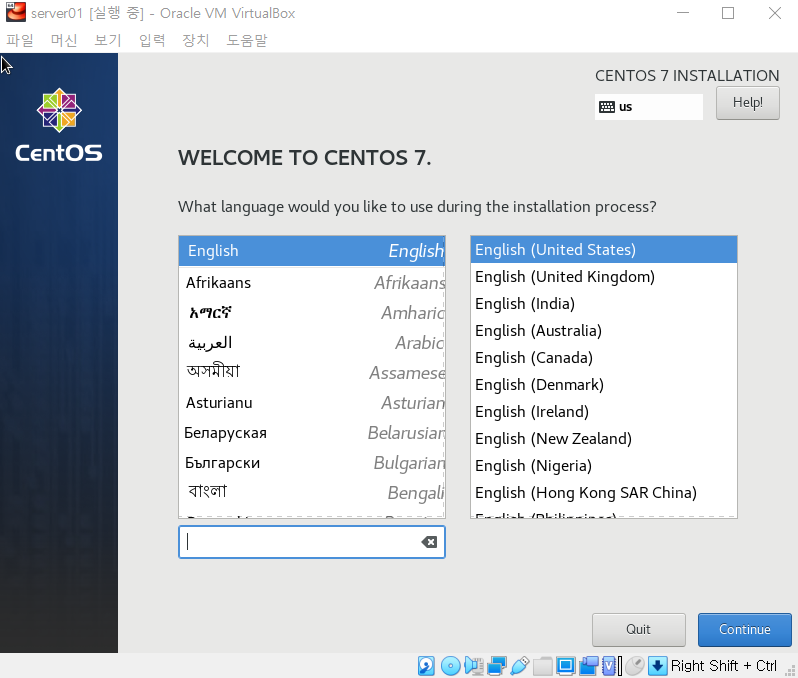 server01 [실행 중] - Oracle VM VirtualBox
파일 머신 보기 입력 장치 도움말
CentOS
CENTOS 7 INSTALLATION
us
Help!
WELCOME TO CENTOS 7.
What language would you like to use during the installation process?
English English
Afrikaans Afrikaans
አማርኛ Amharic
العربية Arabic
অসমীয়া Assamese
Asturianu Asturian
Беларуская Belarusian
Български Bulgarian
বাংলা Bengali
English (United States)
English (United Kingdom)
English (India)
English (Australia)
English (Canada)
English (Denmark)
English (Ireland)
English (New Zealand)
English (Nigeria)
English (Hong Kong SAR China)
English (Philippines)
Quit
Continue
Right Shift + Ctrl